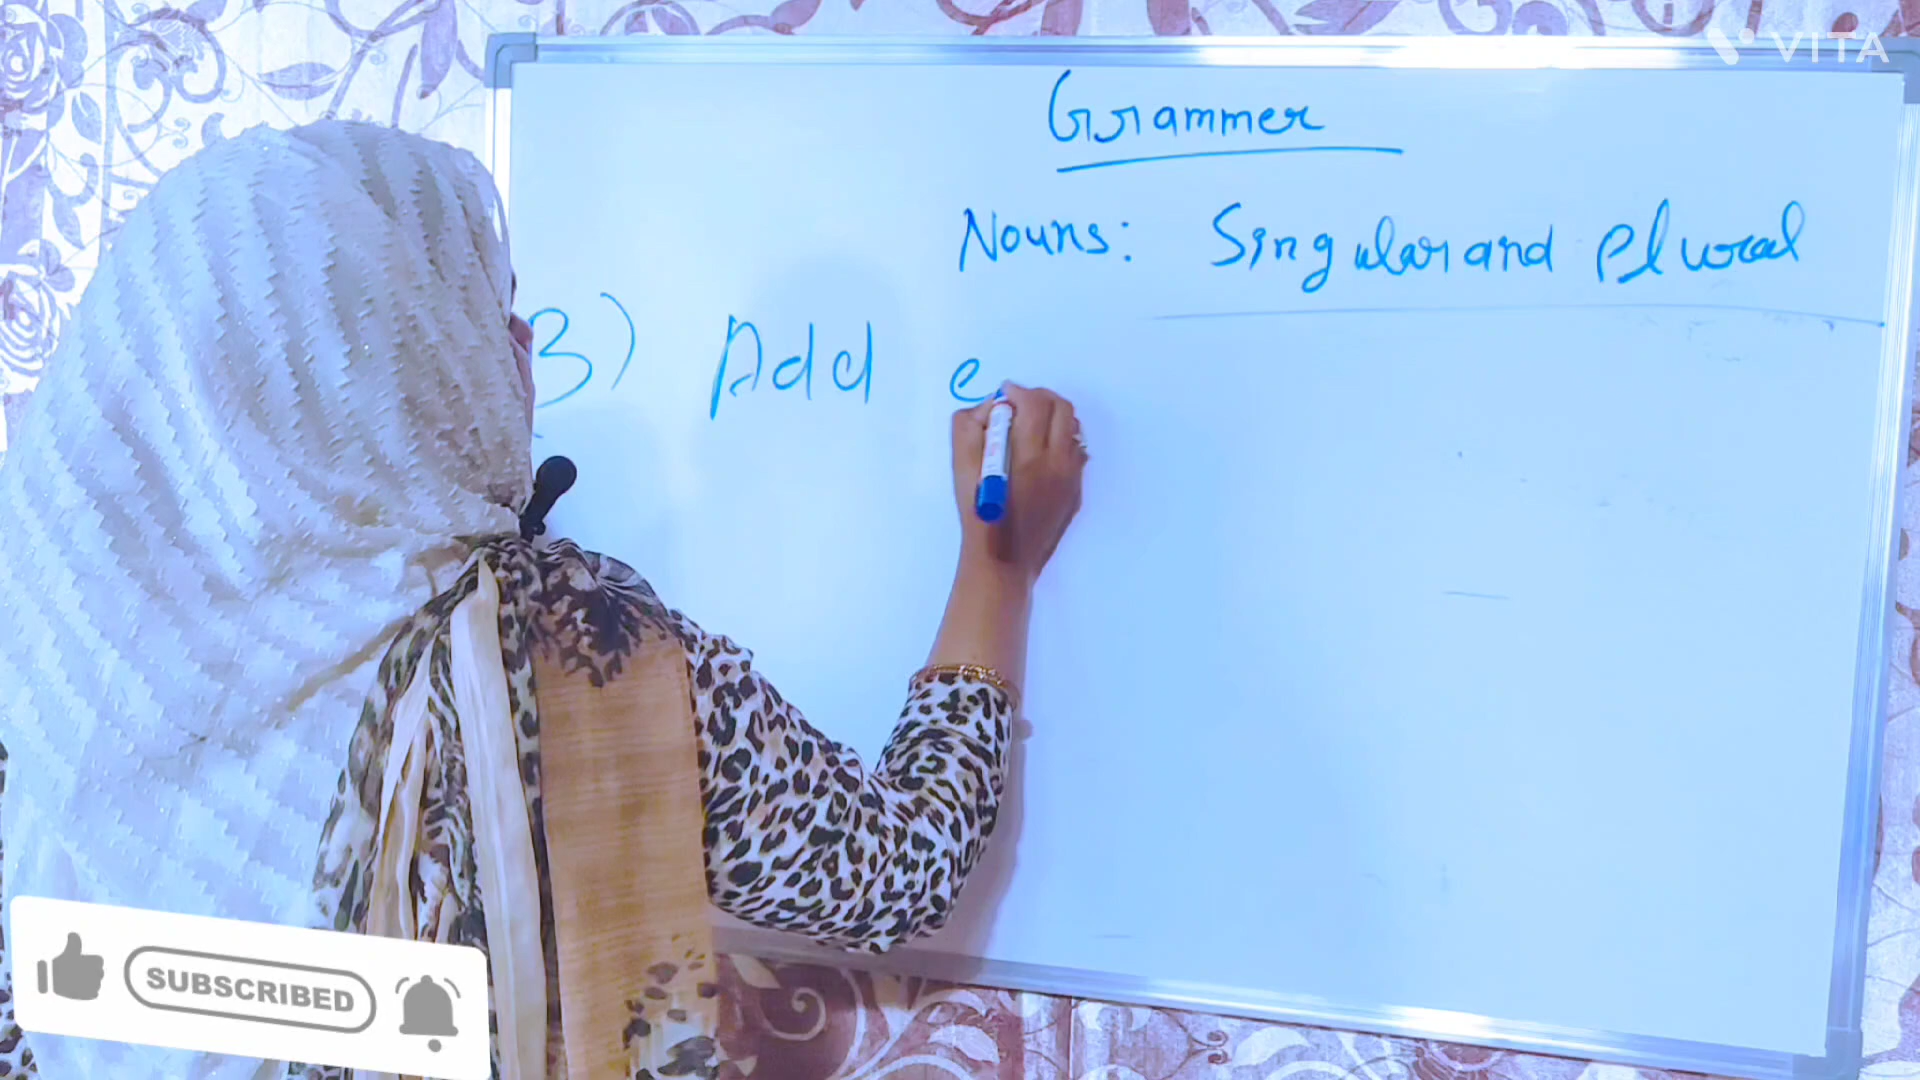 VITA
Grammer
Nouns: Singular and Plural
3) Add e
SUBSCRIBED